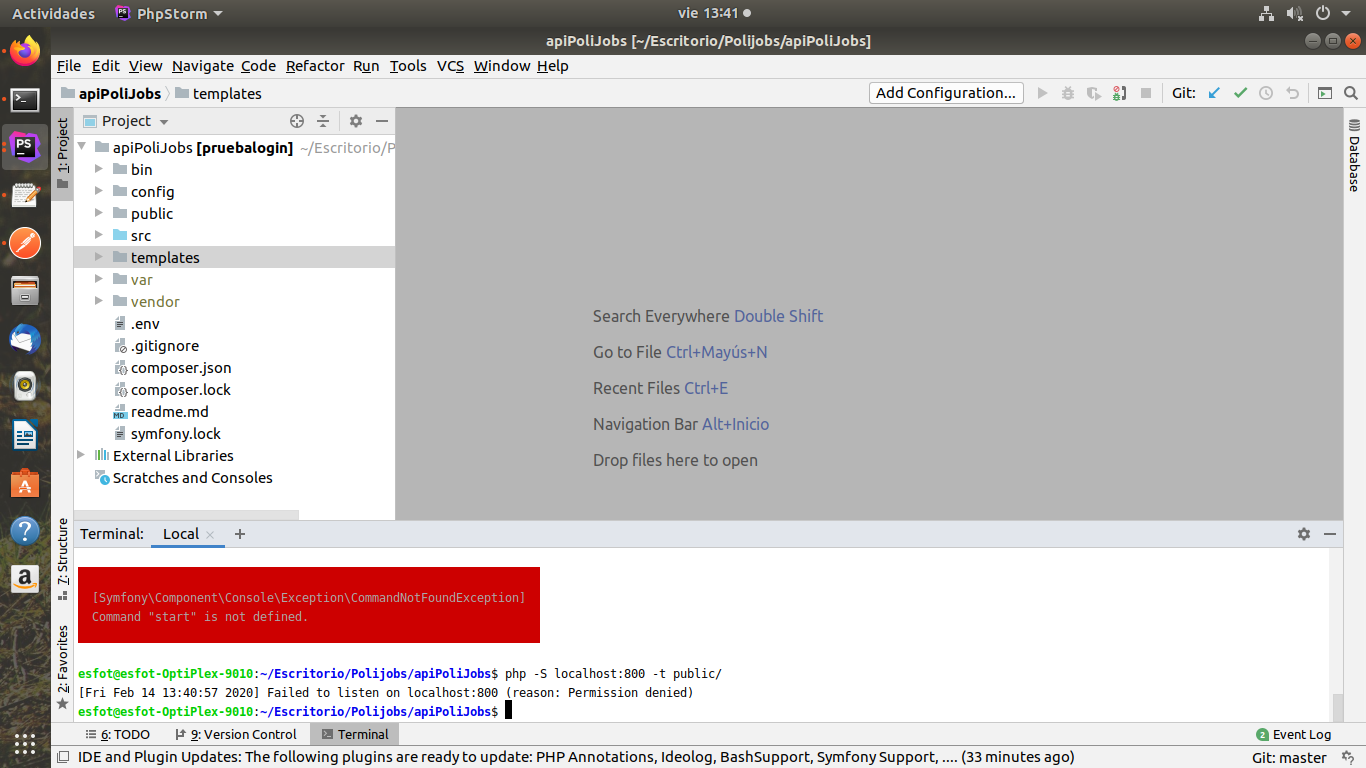 Actividades PhpStorm vie 13:41
apiPoliJobs [~/Escritorio/Polijobs/apiPoliJobs]
File Edit View Navigate Code Refactor Run Tools VCS Window Help
apiPoliJobs templates Add Configuration... Git:
1: Project
Project
apiPoliJobs [pruebalogin] ~/Escritorio/P
bin
config
public
src
templates
var
vendor
.env
.gitignore
composer.json
composer.lock
readme.md
symfony.lock
External Libraries
Scratches and Consoles
Search Everywhere Double Shift
Go to File Ctrl+Mayús+N
Recent Files Ctrl+E
Navigation Bar Alt+Inicio
Drop files here to open
Database
7: Structure
2: Favorites
Terminal: Local
[Symfony\Component\Console\Exception\CommandNotFoundException]
Command "start" is not defined.
esfot@esfot-OptiPlex-9010:~/Escritorio/Polijobs/apiPoliJobs$ php -S localhost:800 -t public/
[Fri Feb 14 13:40:57 2020] Failed to listen on localhost:800 (reason: Permission denied)
esfot@esfot-OptiPlex-9010:~/Escritorio/Polijobs/apiPoliJobs$
6: TODO 9: Version Control Terminal 2 Event Log
IDE and Plugin Updates: The following plugins are ready to update: PHP Annotations, Ideolog, BashSupport, Symfony Support, .... (33 minutes ago) Git: master